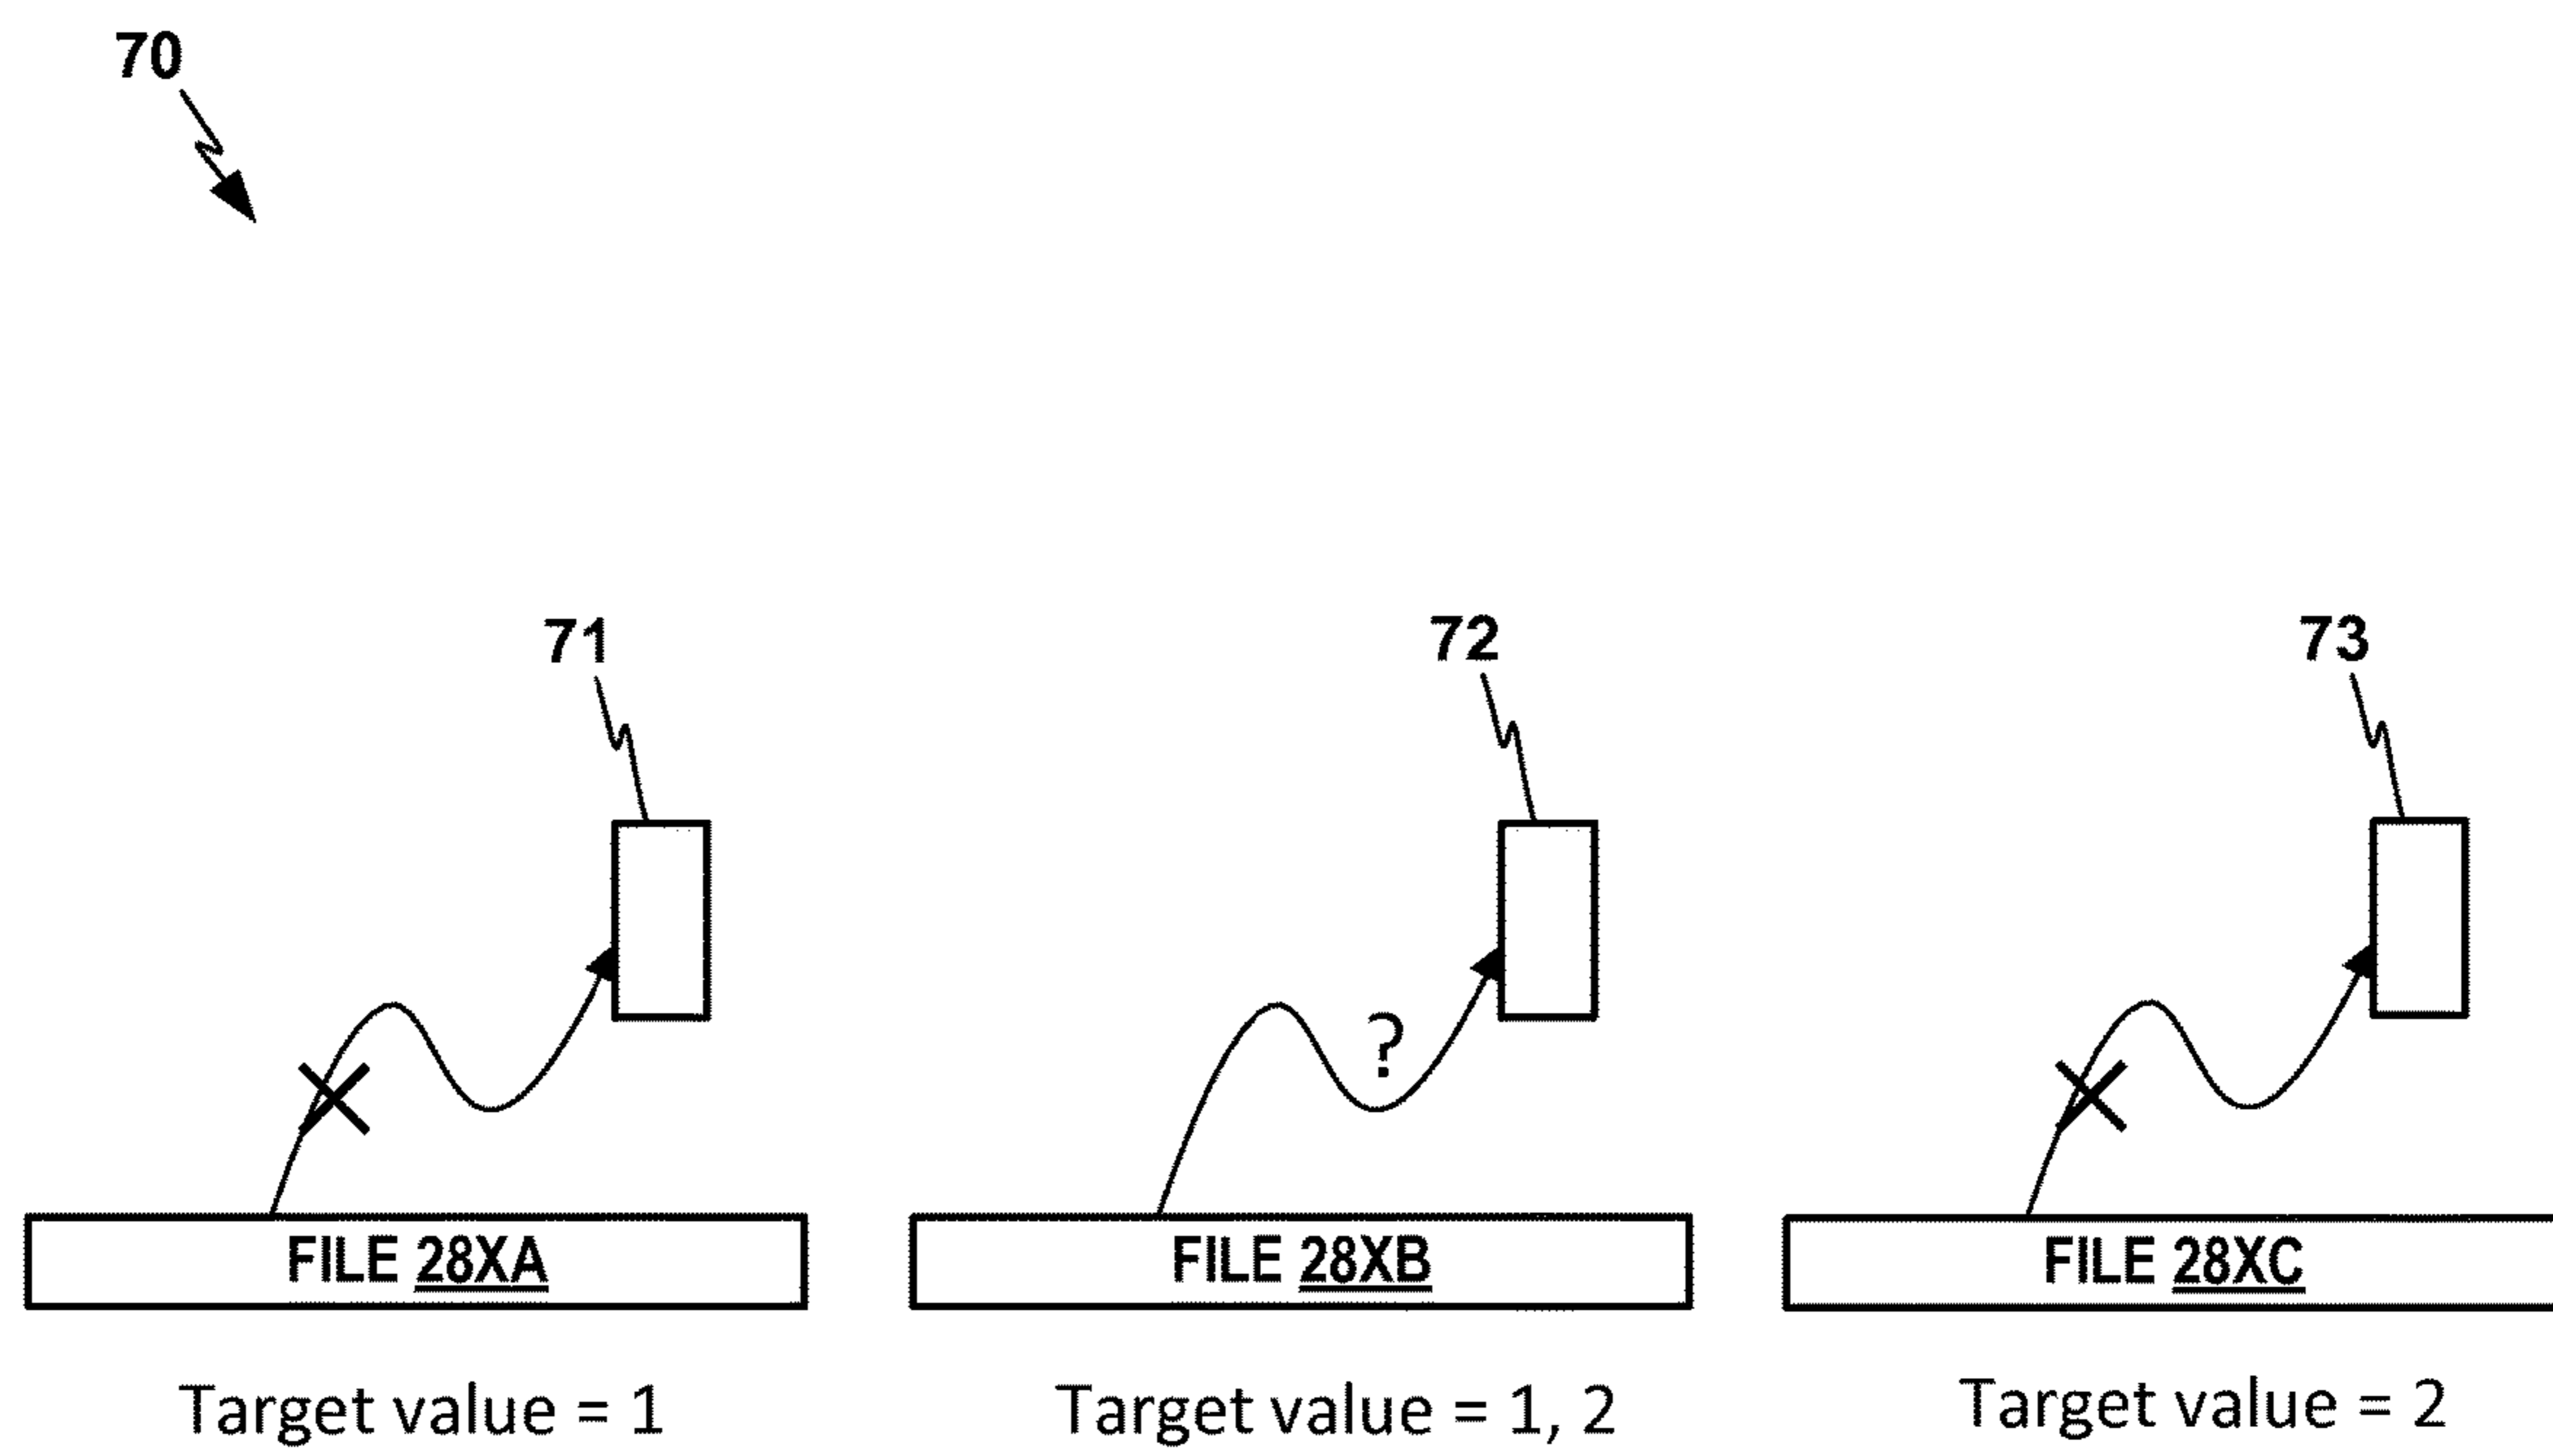 70
71
72
73
?
FILE 28XA
FILE 28XB
FILE 28XC
Target value = 1
Target value = 1, 2
Target value = 2